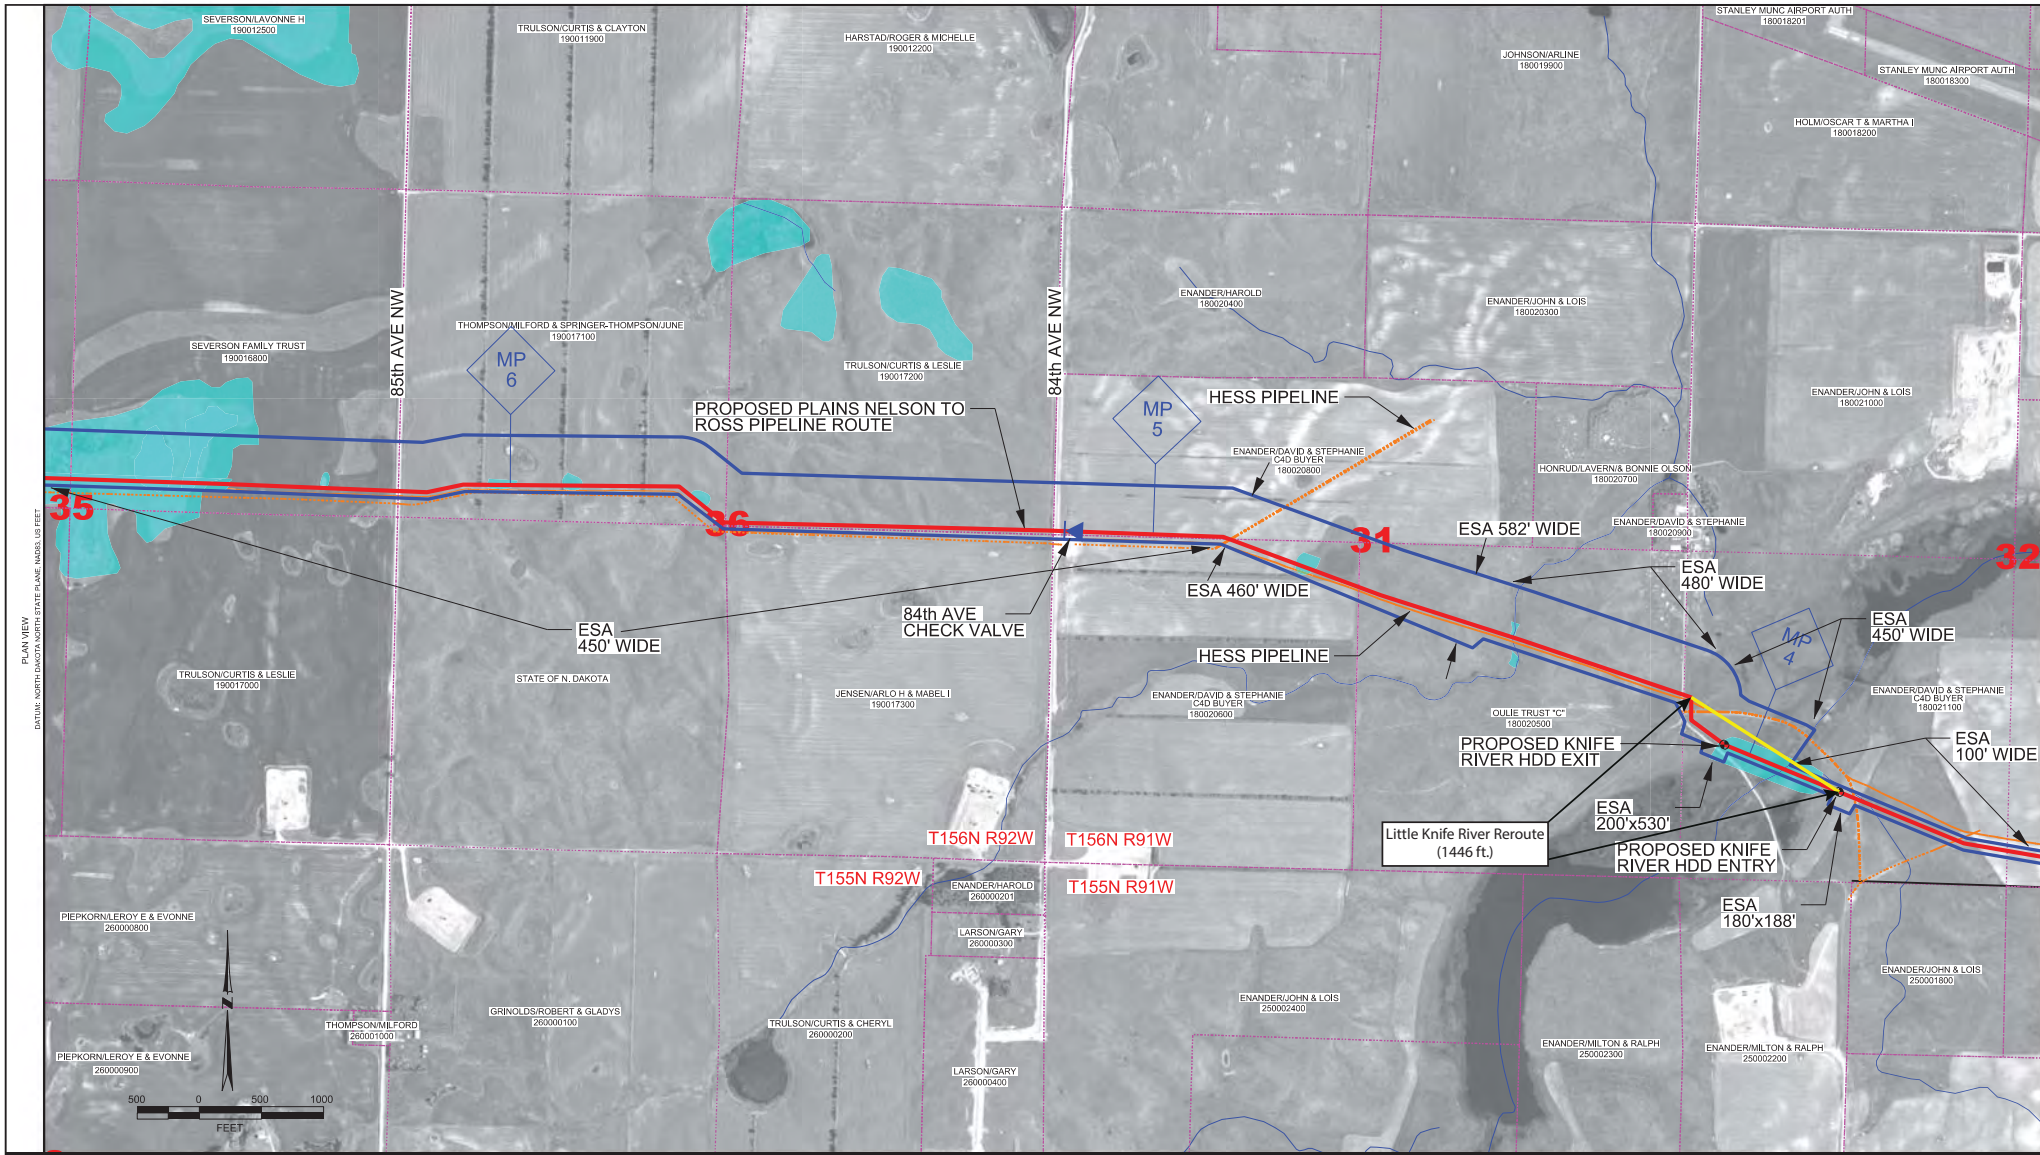 SEVERSON/LAVONNE H
190012500
TRULSON/CURTIS & CLAYTON
190011900
HARSTAD/ROGER & MICHELLE
190012200
JOHNSON/ARLINE
180019900
STANLEY MUNC AIRPORT AUTH
180018201
STANLEY MUNC AIRPORT AUTH
180018300
HOLM/OSCAR T & MARTHA I
180018200
85th AVE NW
84th AVE NW
SEVERSON FAMILY TRUST
190016800
THOMPSON/MILFORD & SPRINGER-THOMPSON/JUNE
190017100
MP
6
TRULSON/CURTIS & LESLIE
190017200
ENANDER/HAROLD
180020400
ENANDER/JOHN & LOIS
180020300
ENANDER/JOHN & LOIS
180021000
PROPOSED PLAINS NELSON TO
ROSS PIPELINE ROUTE
MP
5
HESS PIPELINE
ENANDER/DAVID & STEPHANIE
C4D BUYER
180020800
HONRUD/LAVERN/& BONNIE OLSON
180020700
ENANDER/DAVID & STEPHANIE
180020900
35
36
31
32
ESA 582' WIDE
ESA
480' WIDE
ESA 460' WIDE
84th AVE
CHECK VALVE
ESA
450' WIDE
HESS PIPELINE
MP
4
ESA
450' WIDE
TRULSON/CURTIS & LESLIE
190017000
STATE OF N. DAKOTA
JENSEN/ARLO H & MABEL I
190017300
ENANDER/DAVID & STEPHANIE
C4D BUYER
180020600
OULIE TRUST "C"
180020500
ENANDER/DAVID & STEPHANIE
C4D BUYER
180021100
PROPOSED KNIFE
RIVER HDD EXIT
ESA
100' WIDE
ESA
200'x530'
Little Knife River Reroute
(1446 ft.)
PROPOSED KNIFE
RIVER HDD ENTRY
ESA
180'x188'
T156N R92W
T156N R91W
T155N R92W
T155N R91W
ENANDER/HAROLD
260000201
LARSON/GARY
260000300
PIEPKORN/LEROY E & EVONNE
260000800
ENANDER/JOHN & LOIS
250001800
ENANDER/JOHN & LOIS
250002400
GRINOLDS/ROBERT & GLADYS
260000100
THOMPSON/MILFORD
260001000
TRULSON/CURTIS & CHERYL
260000200
PIEPKORN/LEROY E & EVONNE
260000900
LARSON/GARY
260000400
ENANDER/MILTON & RALPH
250002300
ENANDER/MILTON & RALPH
250002200
N
500 0 500 1000
FEET
PLAN VIEW
DATUM: NORTH DAKOTA NORTH STATE PLANE, NAD83, US FEET